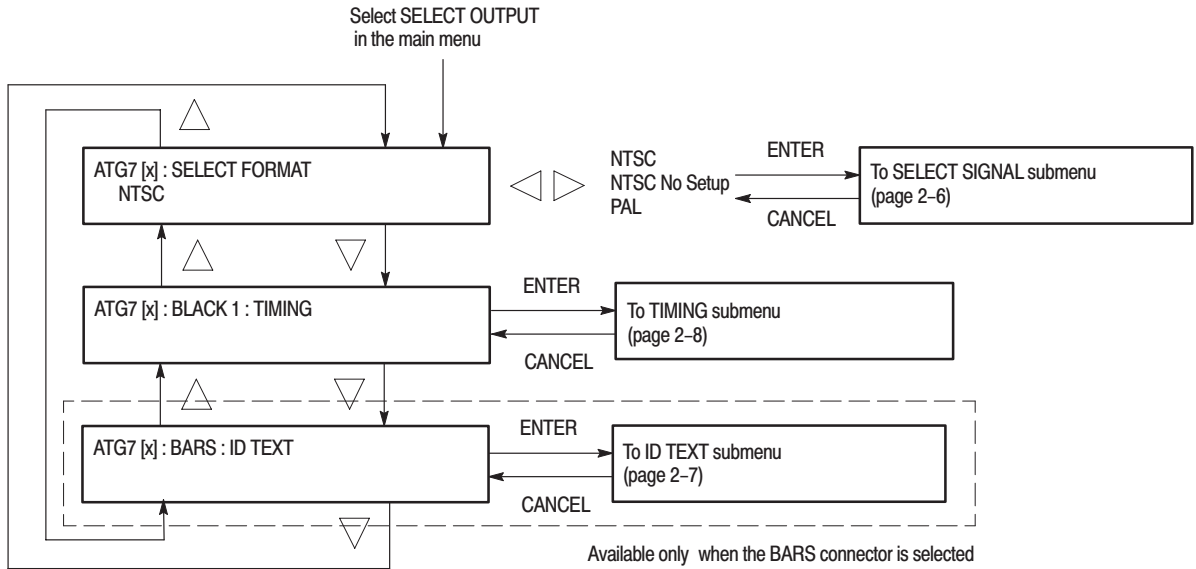 Select SELECT OUTPUT
in the main menu
ATG7 [x] : SELECT FORMAT
NTSC
NTSC
NTSC No Setup
PAL
ENTER
CANCEL
To SELECT SIGNAL submenu
(page 2–6)
ATG7 [x] : BLACK 1 : TIMING
ENTER
CANCEL
To TIMING submenu
(page 2–8)
ATG7 [x] : BARS : ID TEXT
ENTER
CANCEL
To ID TEXT submenu
(page 2–7)
Available only when the BARS connector is selected